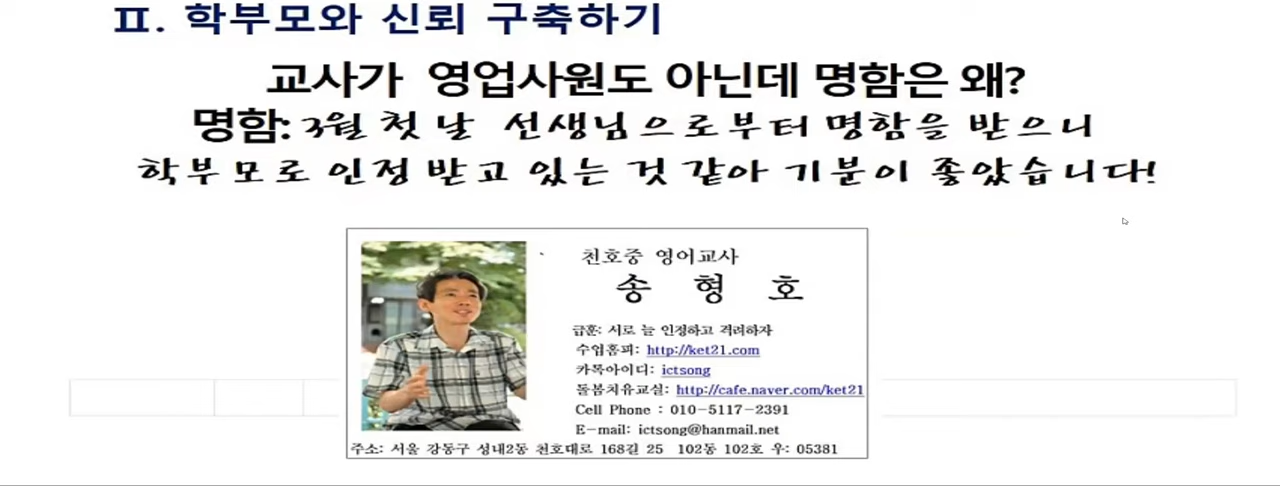 Ⅱ. 학부모와 신뢰 구축하기
교사가 영업사원도 아닌데 명함은 왜?
명함: 3월 첫 날 선생님으로부터 명함을 받으니
학부모로 인정 받고 있는 것 같아 기분이 좋았습니다!
천호중 영어교사
송 형 호
급훈: 서로 늘 인정하고 격려하자
수업홈피: http://ket21.com
카톡아이디: ictsong
돌봄치유교실: http://cafe.naver.com/ket21
Cell Phone : 010-5117-2391
E-mail: ictsong@hanmail.net
주소: 서울 강동구 성내2동 천호대로 168길 25 102동 102호 우: 05381